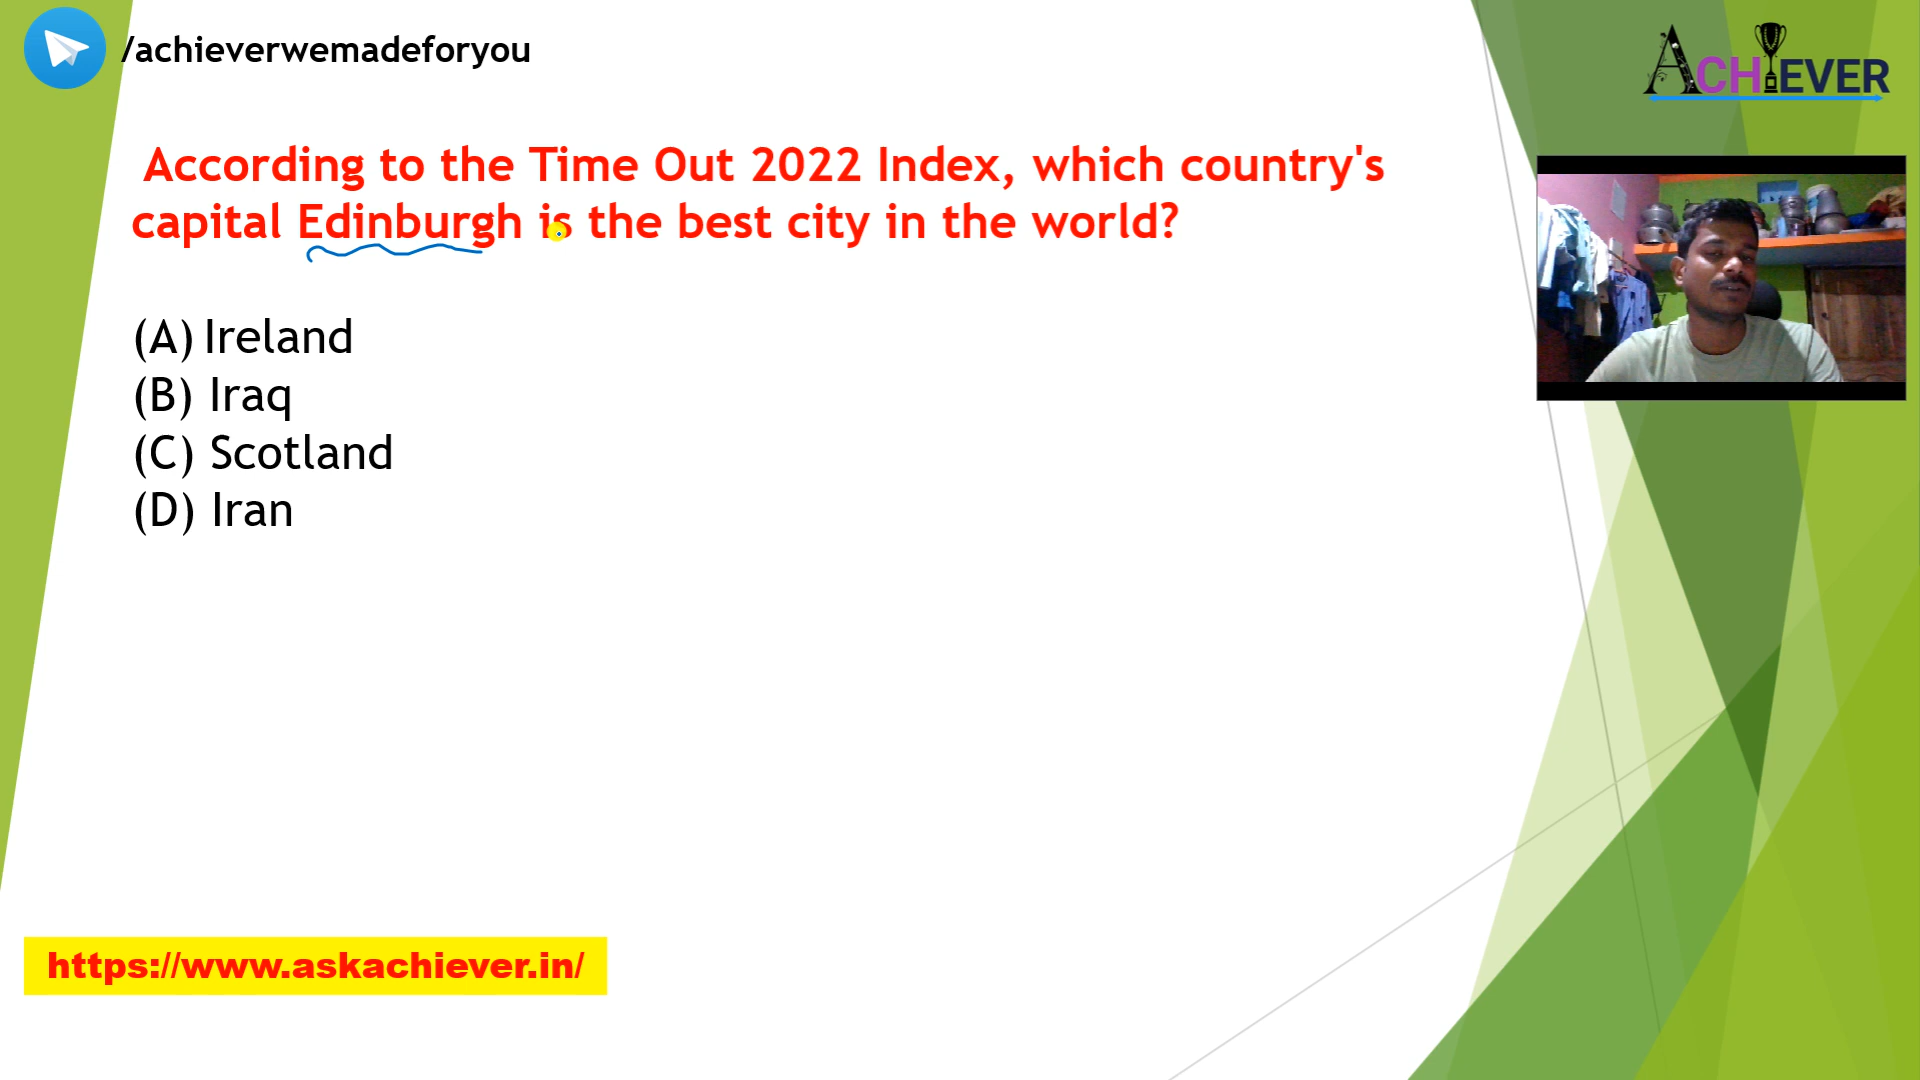 /achieverwemadeforyou
ACHIEVER
According to the Time Out 2022 Index, which country's
capital Edinburgh is the best city in the world?
(A) Ireland
(B) Iraq
(C) Scotland
(D) Iran
https://www.askachiever.in/